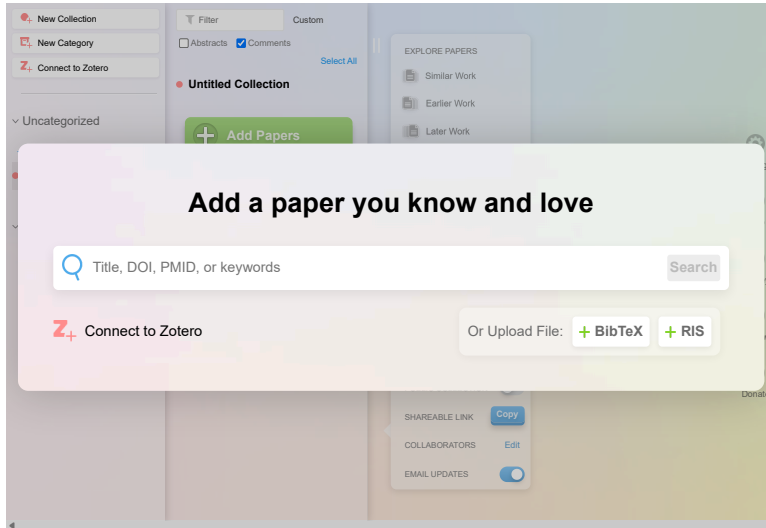 New Collection
New Category
Connect to Zotero
Uncategorized
Filter
Custom
Abstracts
Comments
Select All
Untitled Collection
Add Papers
EXPLORE PAPERS
Similar Work
Earlier Work
Later Work
Add a paper you know and love
Title, DOI, PMID, or keywords
Search
Connect to Zotero
Or Upload File:
+ BibTeX
+ RIS
SHAREABLE LINK
Copy
COLLABORATORS
Edit
EMAIL UPDATES